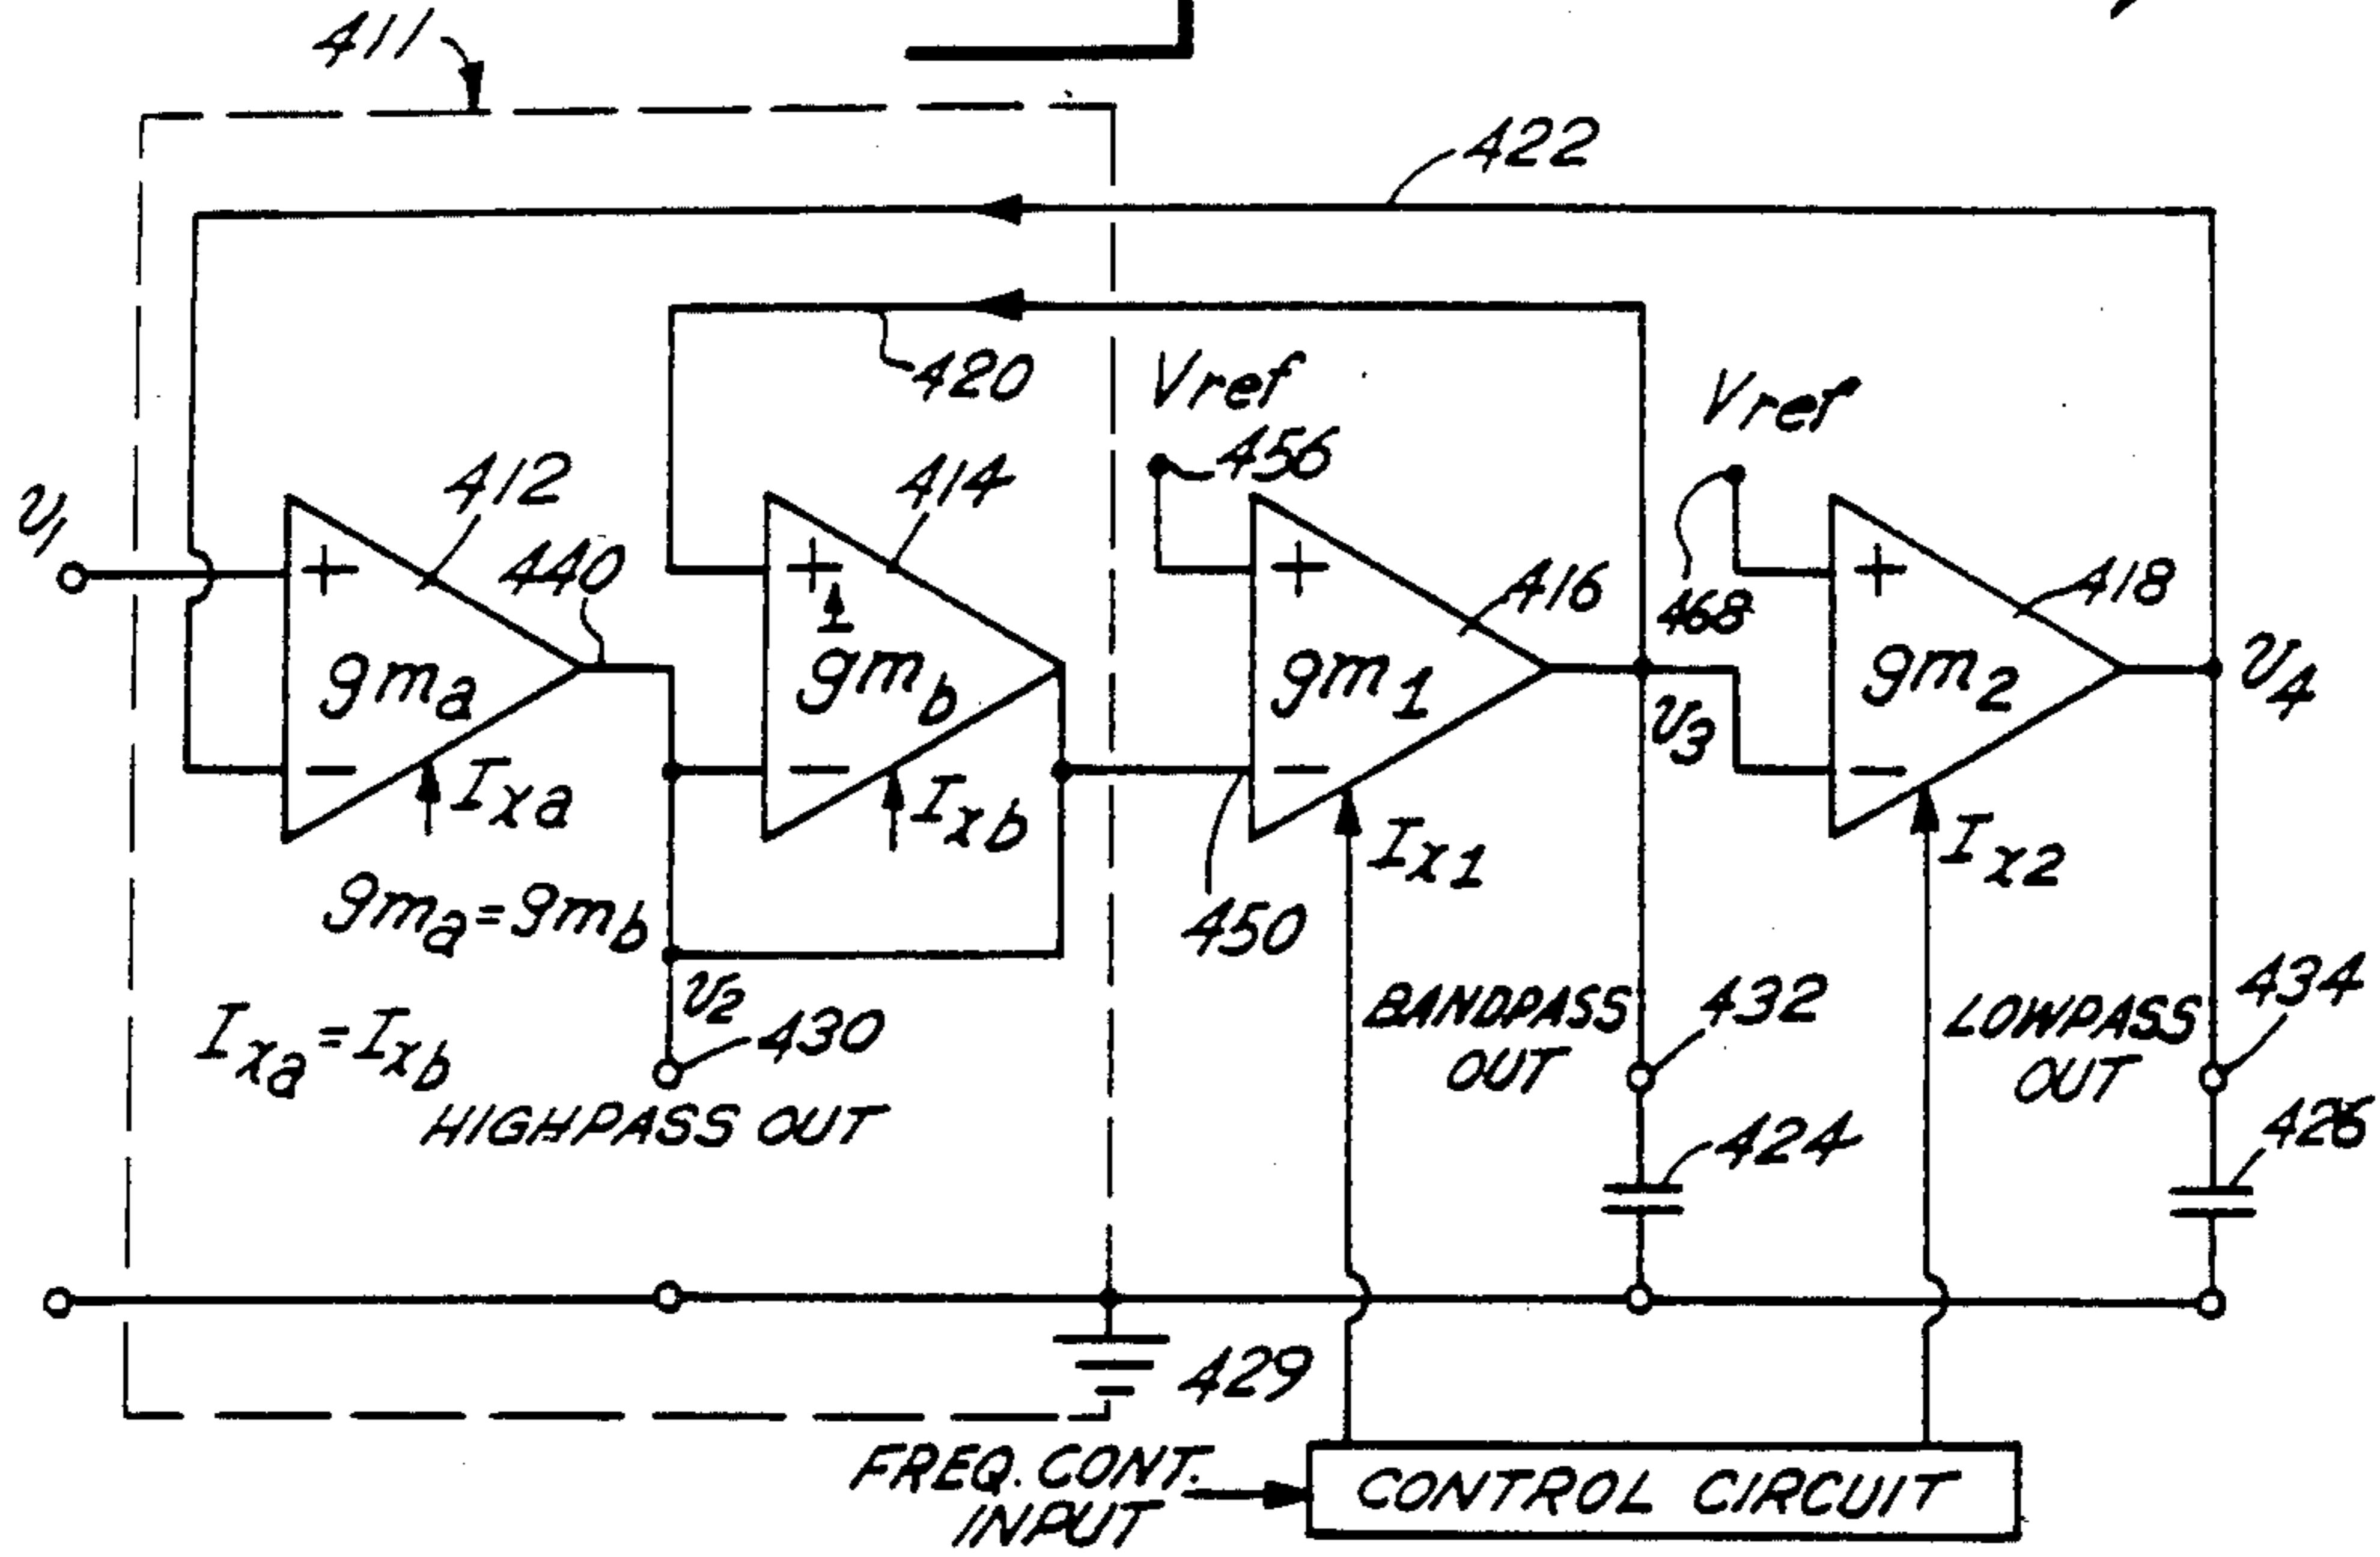 411
422
420
Vref
456
Vref
468
v1
412
440
414
416
418
+
+
+
+
gma
gmb
gm1
gm2
v3
v4
−
−
−
−
Ixa
Ixb
Ix1
Ix2
gma=gmb
450
Ixa=Ixb
v2
430
HIGHPASS OUT
BANDPASS
OUT
432
424
LOWPASS
OUT
434
426
429
FREQ. CONT.
INPUT
CONTROL CIRCUIT